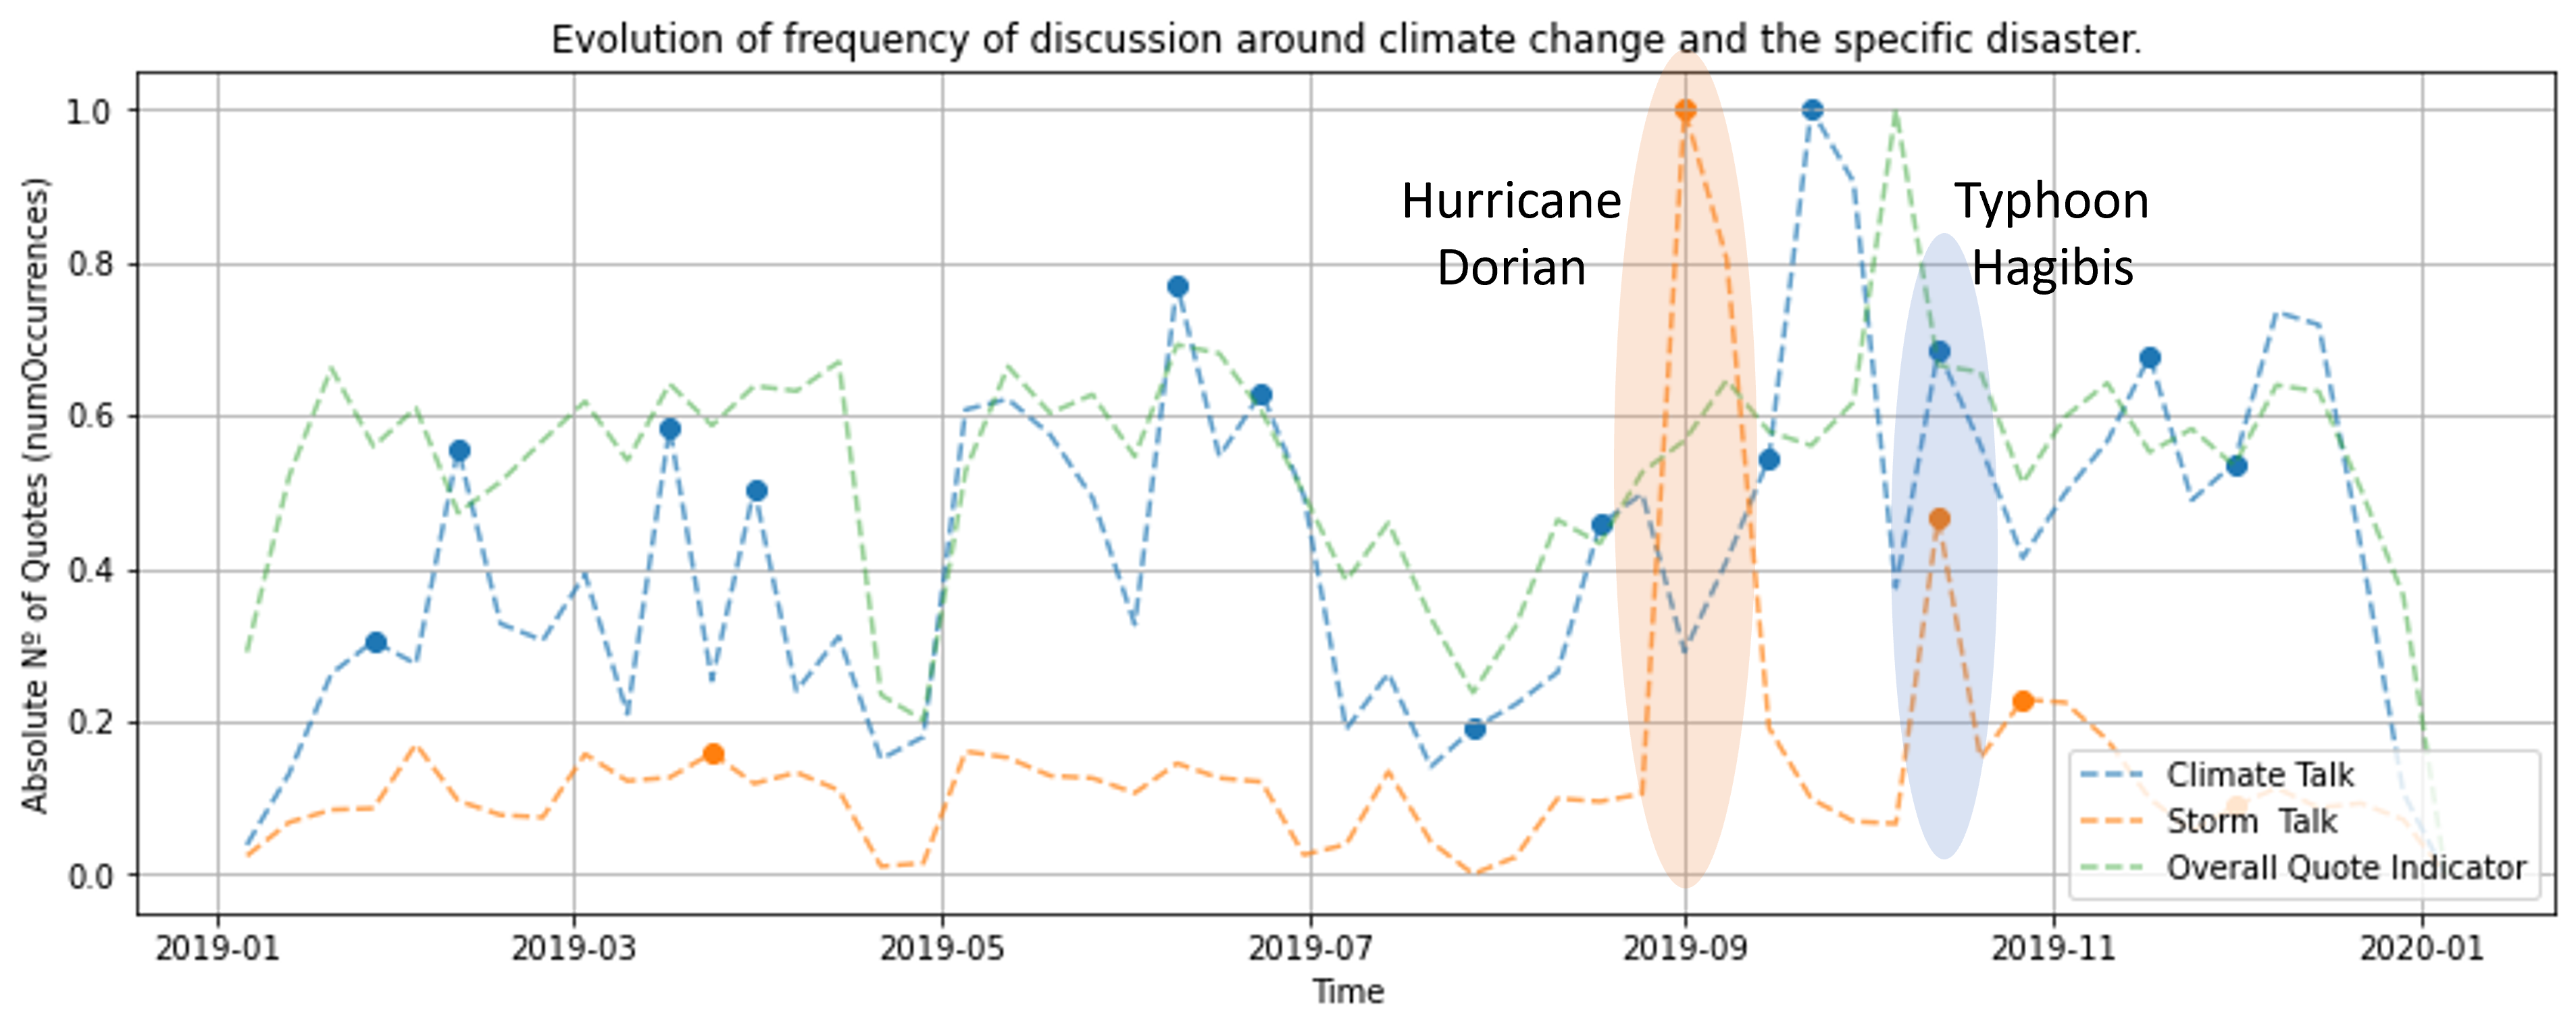 Evolution of frequency of discussion around climate change and the specific disaster.
Absolute Nº of Quotes (numOccurrences)
1.0
0.8
0.6
0.4
0.2
0.0
Hurricane
Dorian
Typhoon
Hagibis
Climate Talk
Storm  Talk
Overall Quote Indicator
2019-01
2019-03
2019-05
2019-07
2019-09
2019-11
2020-01
Time